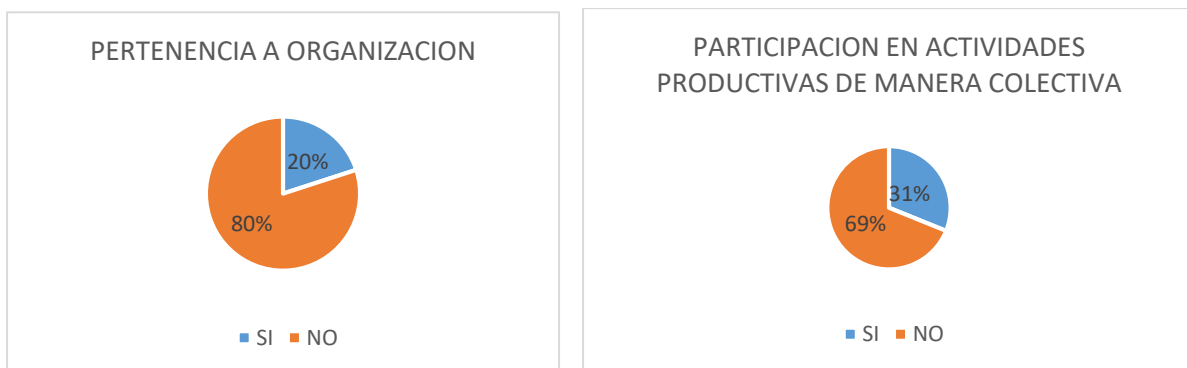 PERTENENCIA A ORGANIZACION
20%
80%
SI NO
PARTICIPACION EN ACTIVIDADES
PRODUCTIVAS DE MANERA COLECTIVA
31%
69%
SI NO